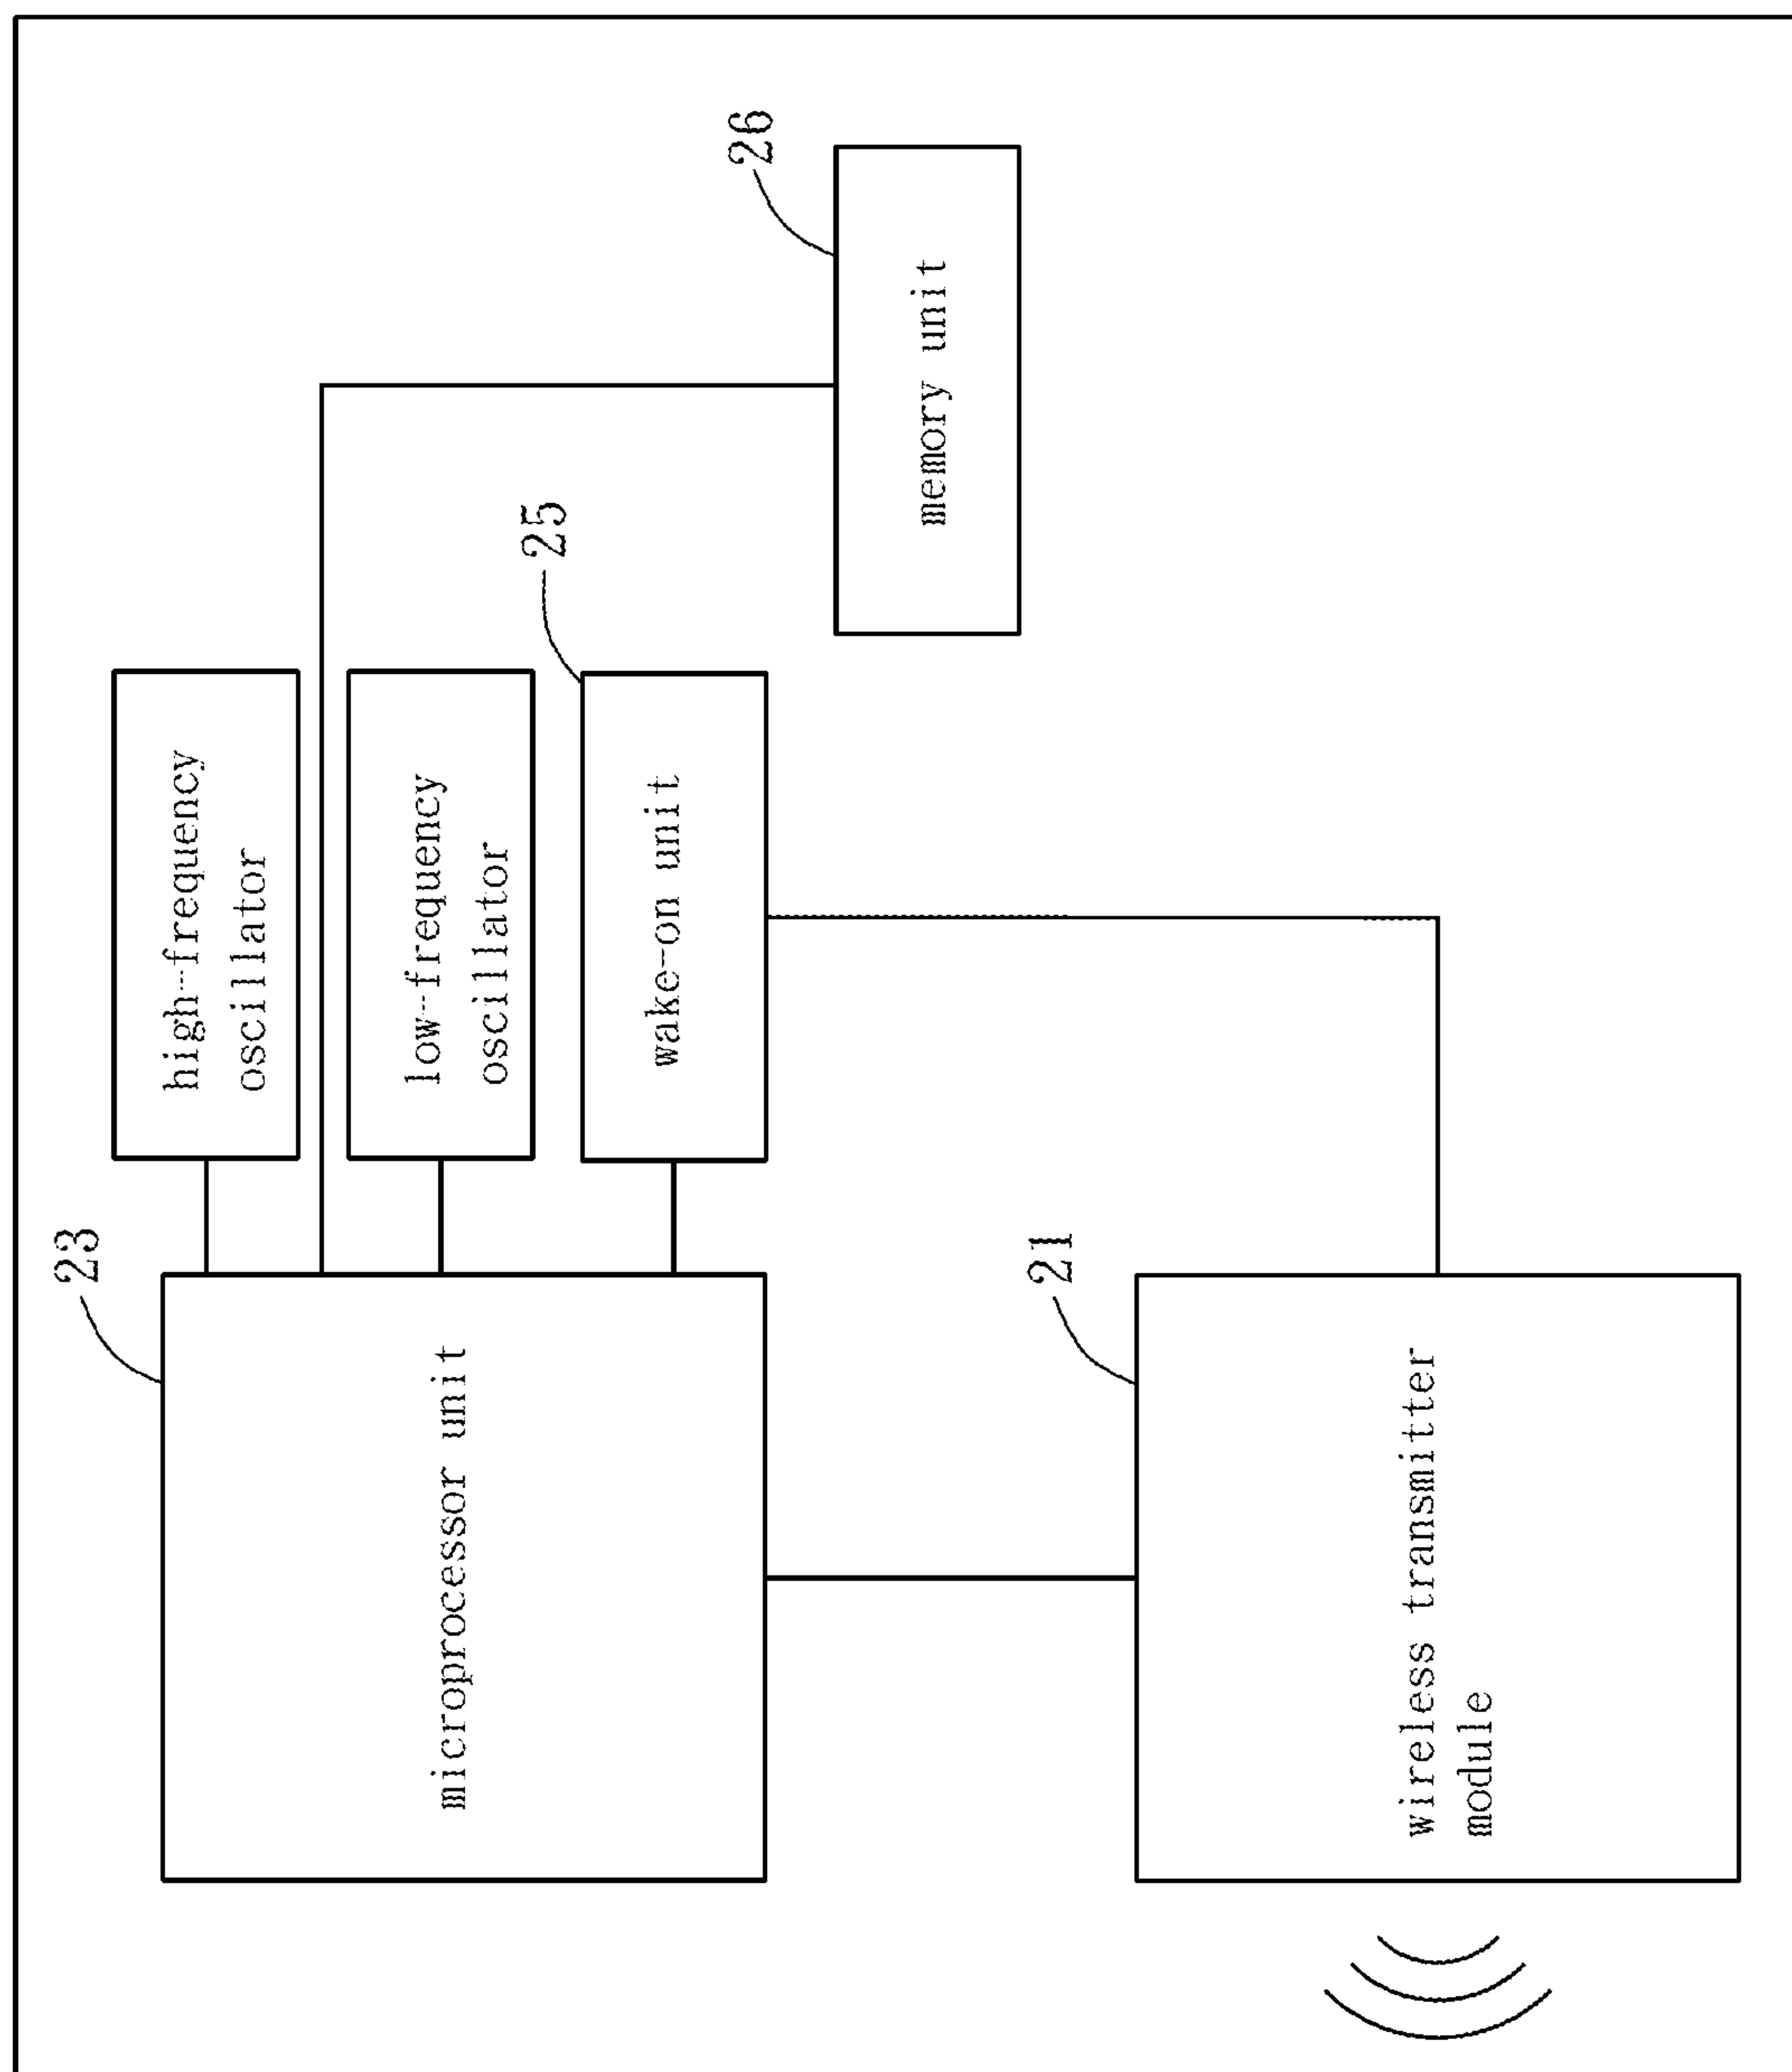 23
microprocessor unit
high-frequency
oscillator
low-frequency
oscillator
25
wake-on unit
26
memory unit
21
wireless transmitter
module